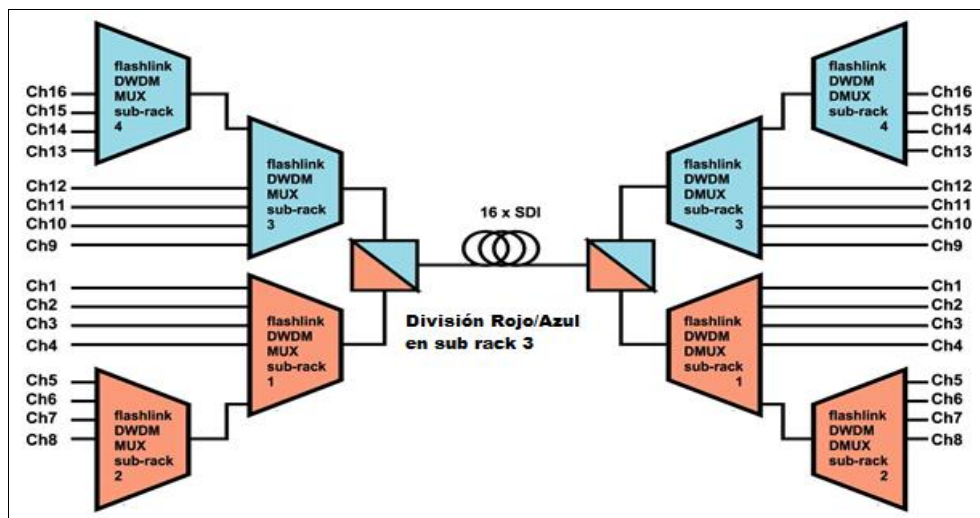 Ch16
Ch15
Ch14
Ch13
flashlink
DWDM
MUX
sub-rack
4
Ch12
Ch11
Ch10
Ch9
flashlink
DWDM
MUX
sub-rack
3
Ch1
Ch2
Ch3
Ch4
flashlink
DWDM
MUX
sub-rack
1
Ch5
Ch6
Ch7
Ch8
flashlink
DWDM
MUX
sub-rack
2
16 x SDI
División Rojo/Azul
en sub rack 3
flashlink
DWDM
DMUX
sub-rack
4
Ch16
Ch15
Ch14
Ch13
flashlink
DWDM
DMUX
sub-rack
3
Ch12
Ch11
Ch10
Ch9
flashlink
DWDM
DMUX
sub-rack
1
Ch1
Ch2
Ch3
Ch4
flashlink
DWDM
DMUX
sub-rack
2
Ch5
Ch6
Ch7
Ch8